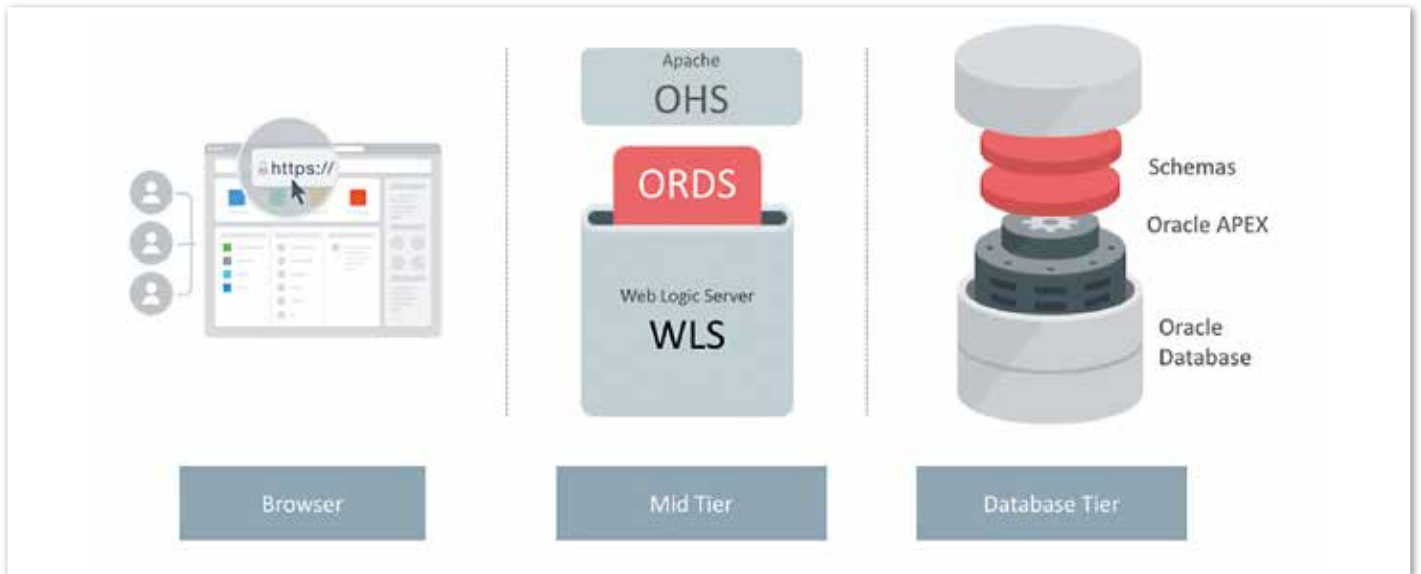 https://
Apache
OHS
ORDS
Web Logic Server
WLS
Schemas
Oracle APEX
Oracle
Database
Browser
Mid Tier
Database Tier